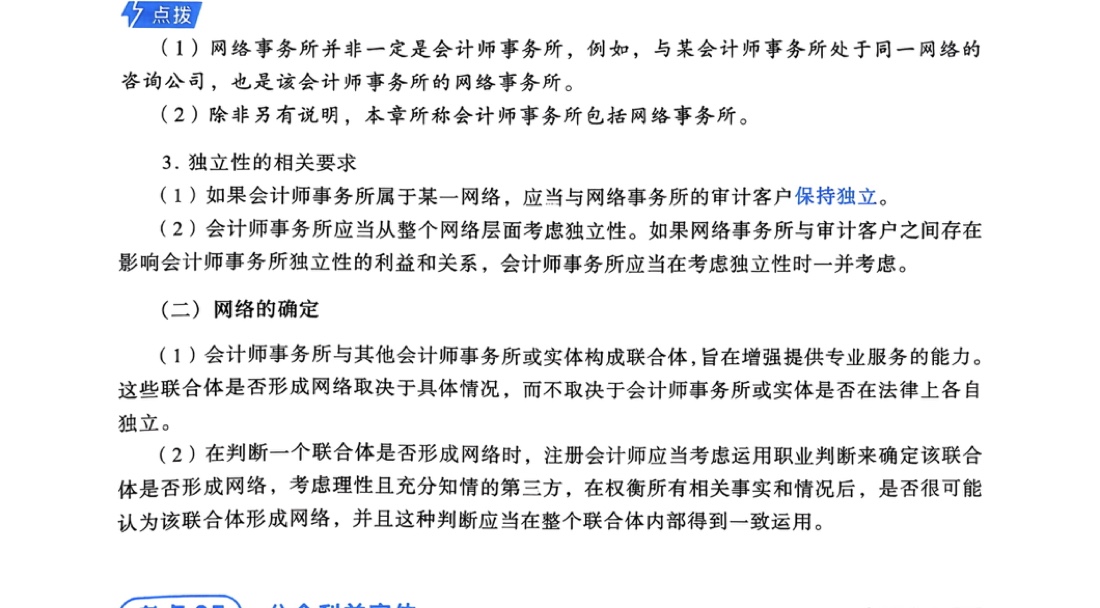 点拨
（1）网络事务所并非一定是会计师事务所，例如，与某会计师事务所处于同一网络的
咨询公司，也是该会计师事务所的网络事务所。
（2）除非另有说明，本章所称会计师事务所包括网络事务所。
3. 独立性的相关要求
（1）如果会计师事务所属于某一网络，应当与网络事务所的审计客户保持独立。
（2）会计师事务所应当从整个网络层面考虑独立性。如果网络事务所与审计客户之间存在
影响会计师事务所独立性的利益和关系，会计师事务所应当在考虑独立性时一并考虑。
（二）网络的确定
（1）会计师事务所与其他会计师事务所或实体构成联合体，旨在增强提供专业服务的能力。
这些联合体是否形成网络取决于具体情况，而不取决于会计师事务所或实体是否在法律上各自
独立。
（2）在判断一个联合体是否形成网络时，注册会计师应当考虑运用职业判断来确定该联合
体是否形成网络，考虑理性且充分知情的第三方，在权衡所有相关事实和情况后，是否很可能
认为该联合体形成网络，并且这种判断应当在整个联合体内部得到一致运用。